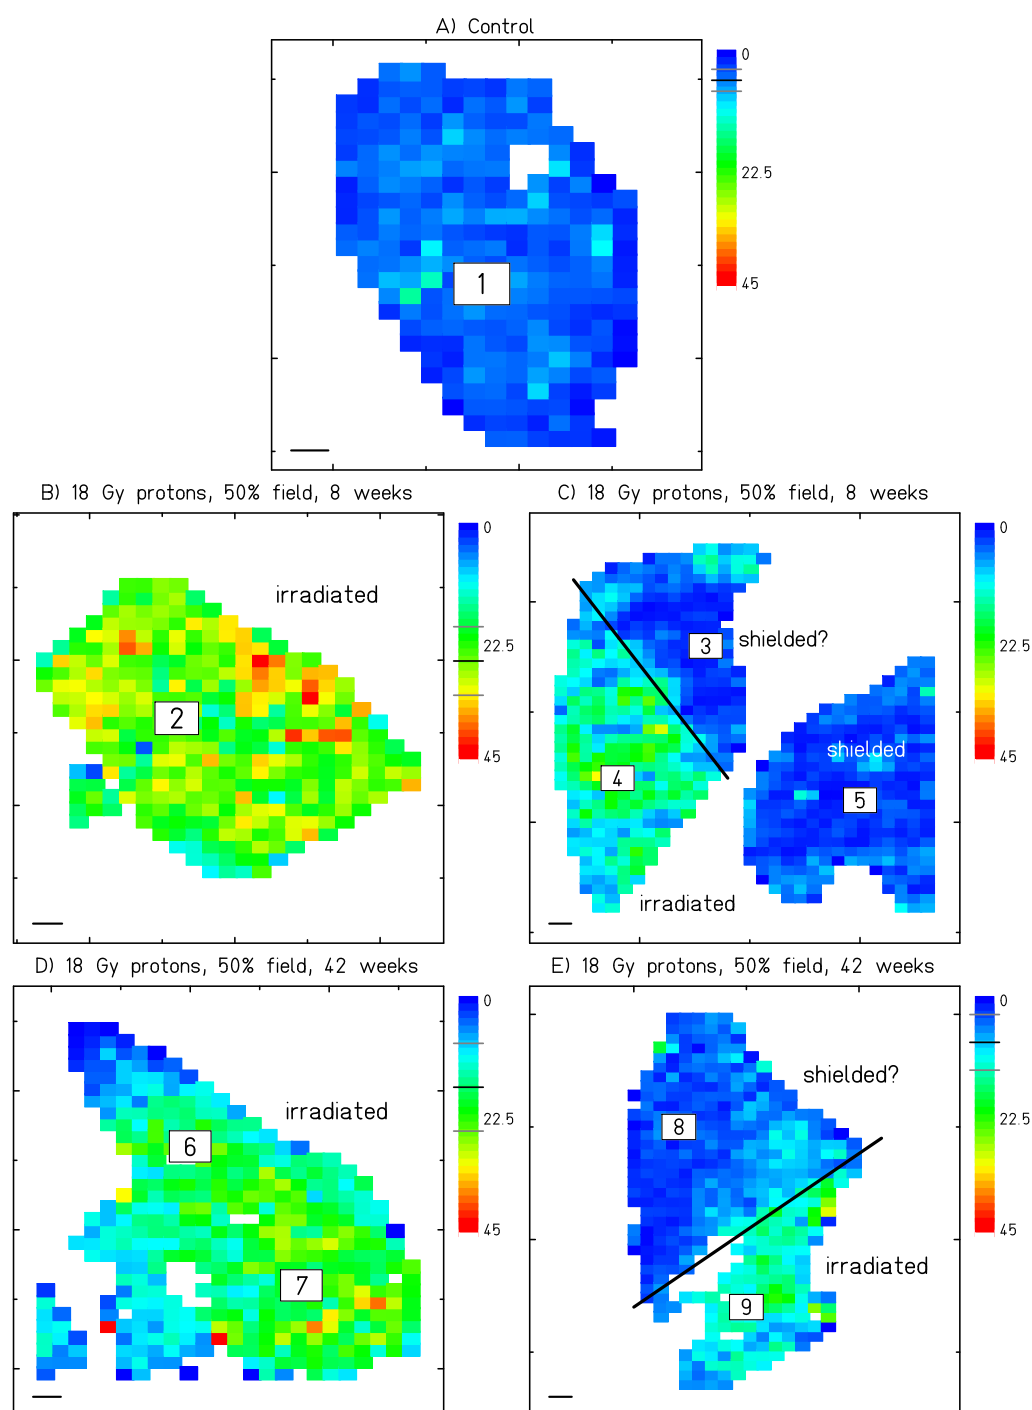 A) Control
0
22.5
45
1
B) 18 Gy protons, 50% field, 8 weeks
irradiated
2
0
22.5
45
C) 18 Gy protons, 50% field, 8 weeks
3
shielded?
4
shielded
5
irradiated
0
22.5
45
D) 18 Gy protons, 50% field, 42 weeks
irradiated
6
7
0
22.5
45
E) 18 Gy protons, 50% field, 42 weeks
shielded?
8
irradiated
9
0
22.5
45